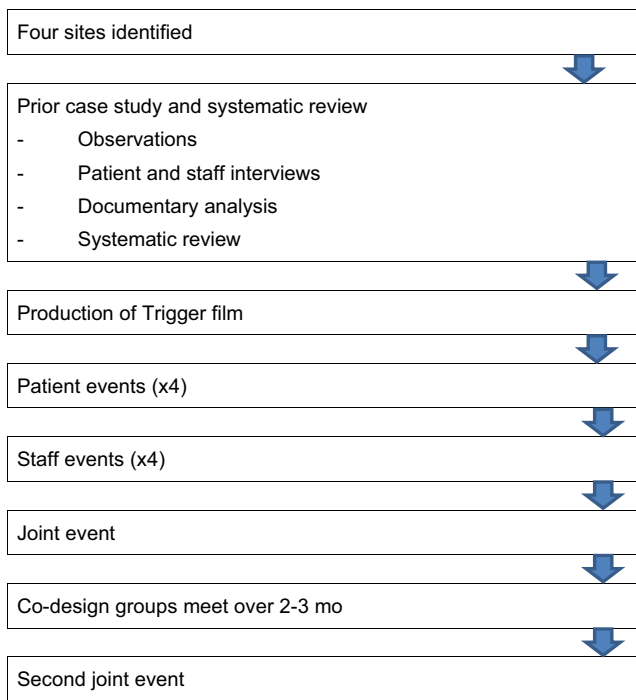 Four sites identified
Prior case study and systematic review
- Observations
- Patient and staff interviews
- Documentary analysis
- Systematic review
Production of Trigger film
Patient events (x4)
Staff events (x4)
Joint event
Co-design groups meet over 2-3 mo
Second joint event